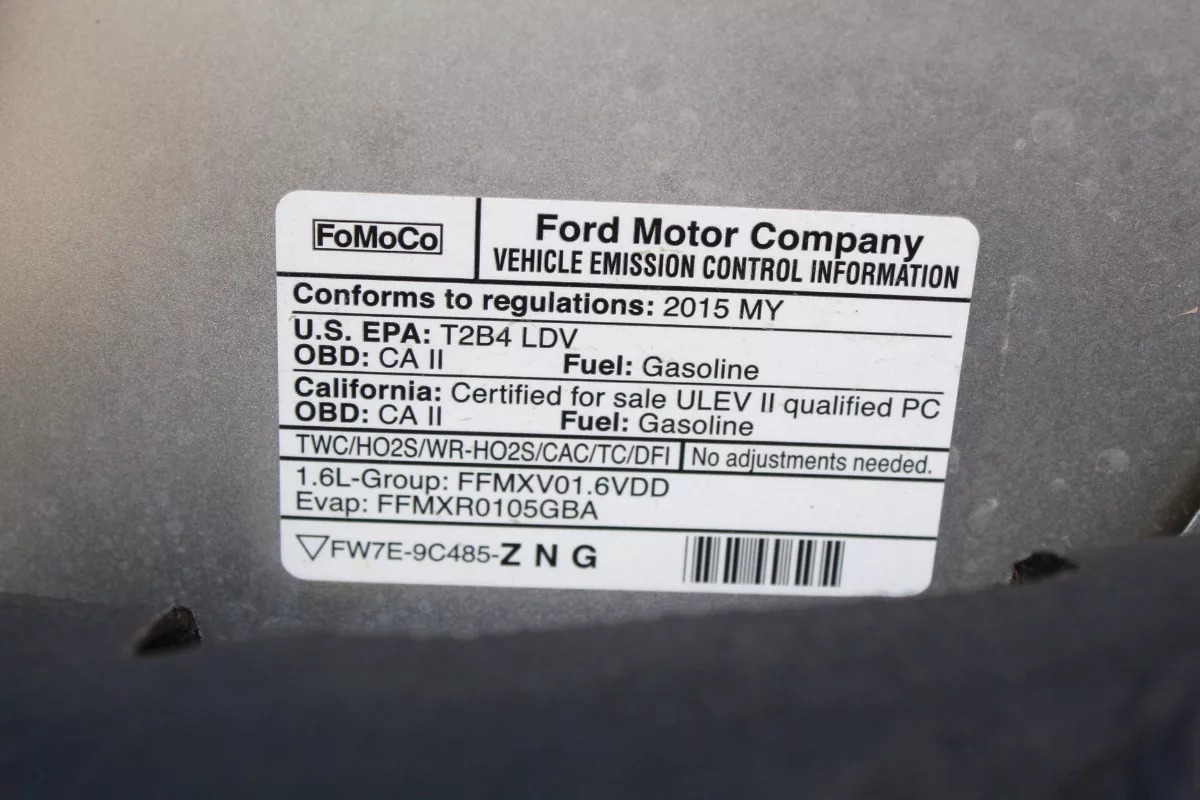 FoMoCo
Ford Motor Company
VEHICLE EMISSION CONTROL INFORMATION
Conforms to regulations: 2015 MY
U.S. EPA: T2B4 LDV
OBD: CA II Fuel: Gasoline
California: Certified for sale ULEV II qualified PC
OBD: CA II Fuel: Gasoline
TWC/HO2S/WR-HO2S/CAC/TC/DFI No adjustments needed.
1.6L-Group: FFMXV01.6VDD
Evap: FFMXR0105GBA
▽FW7E-9C485-Z N G